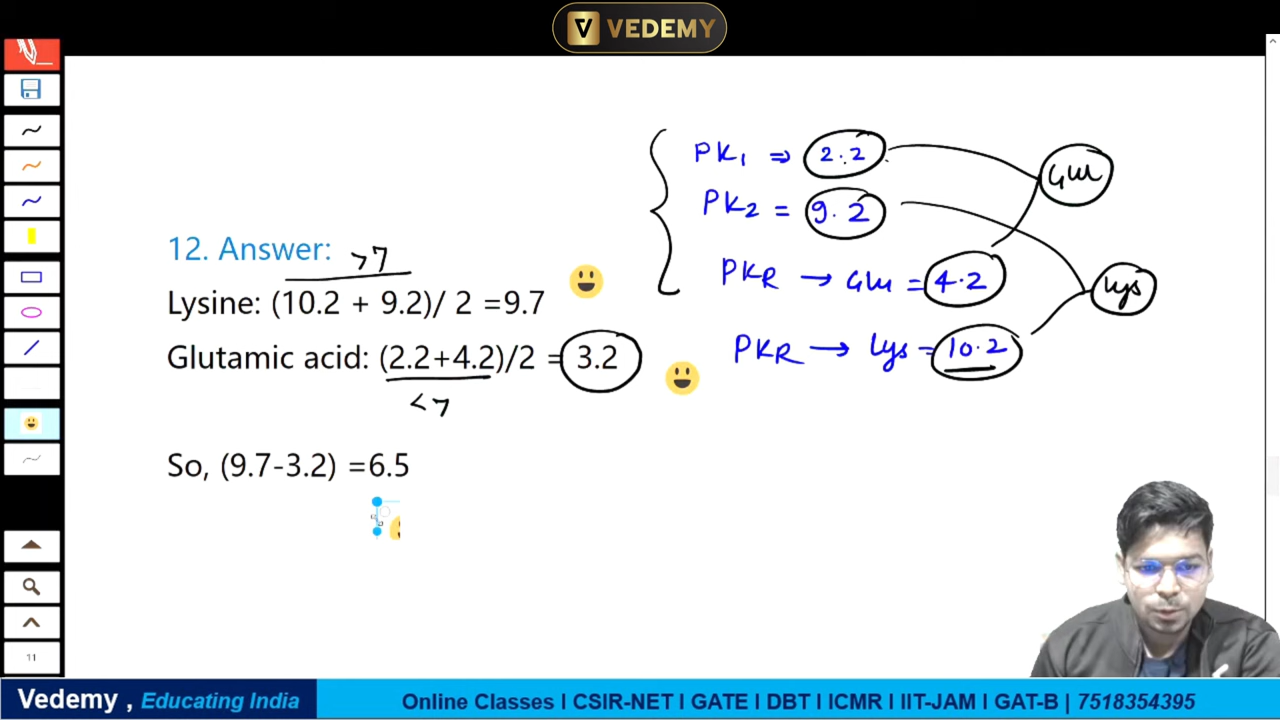 VEDEMY
PK1 ⇒ 2.2
PK2 = 9.2
Glu
12. Answer:
>7
PKR → Glu = 4.2
Lys
Lysine: (10.2 + 9.2)/ 2 =9.7
Glutamic acid: (2.2+4.2)/2 = 3.2
PKR → Lys = 10.2
<7
So, (9.7-3.2) =6.5
11
Vedemy , Educating India
Online Classes I CSIR-NET I GATE I DBT I ICMR I IIT-JAM I GAT-B I 7518354395